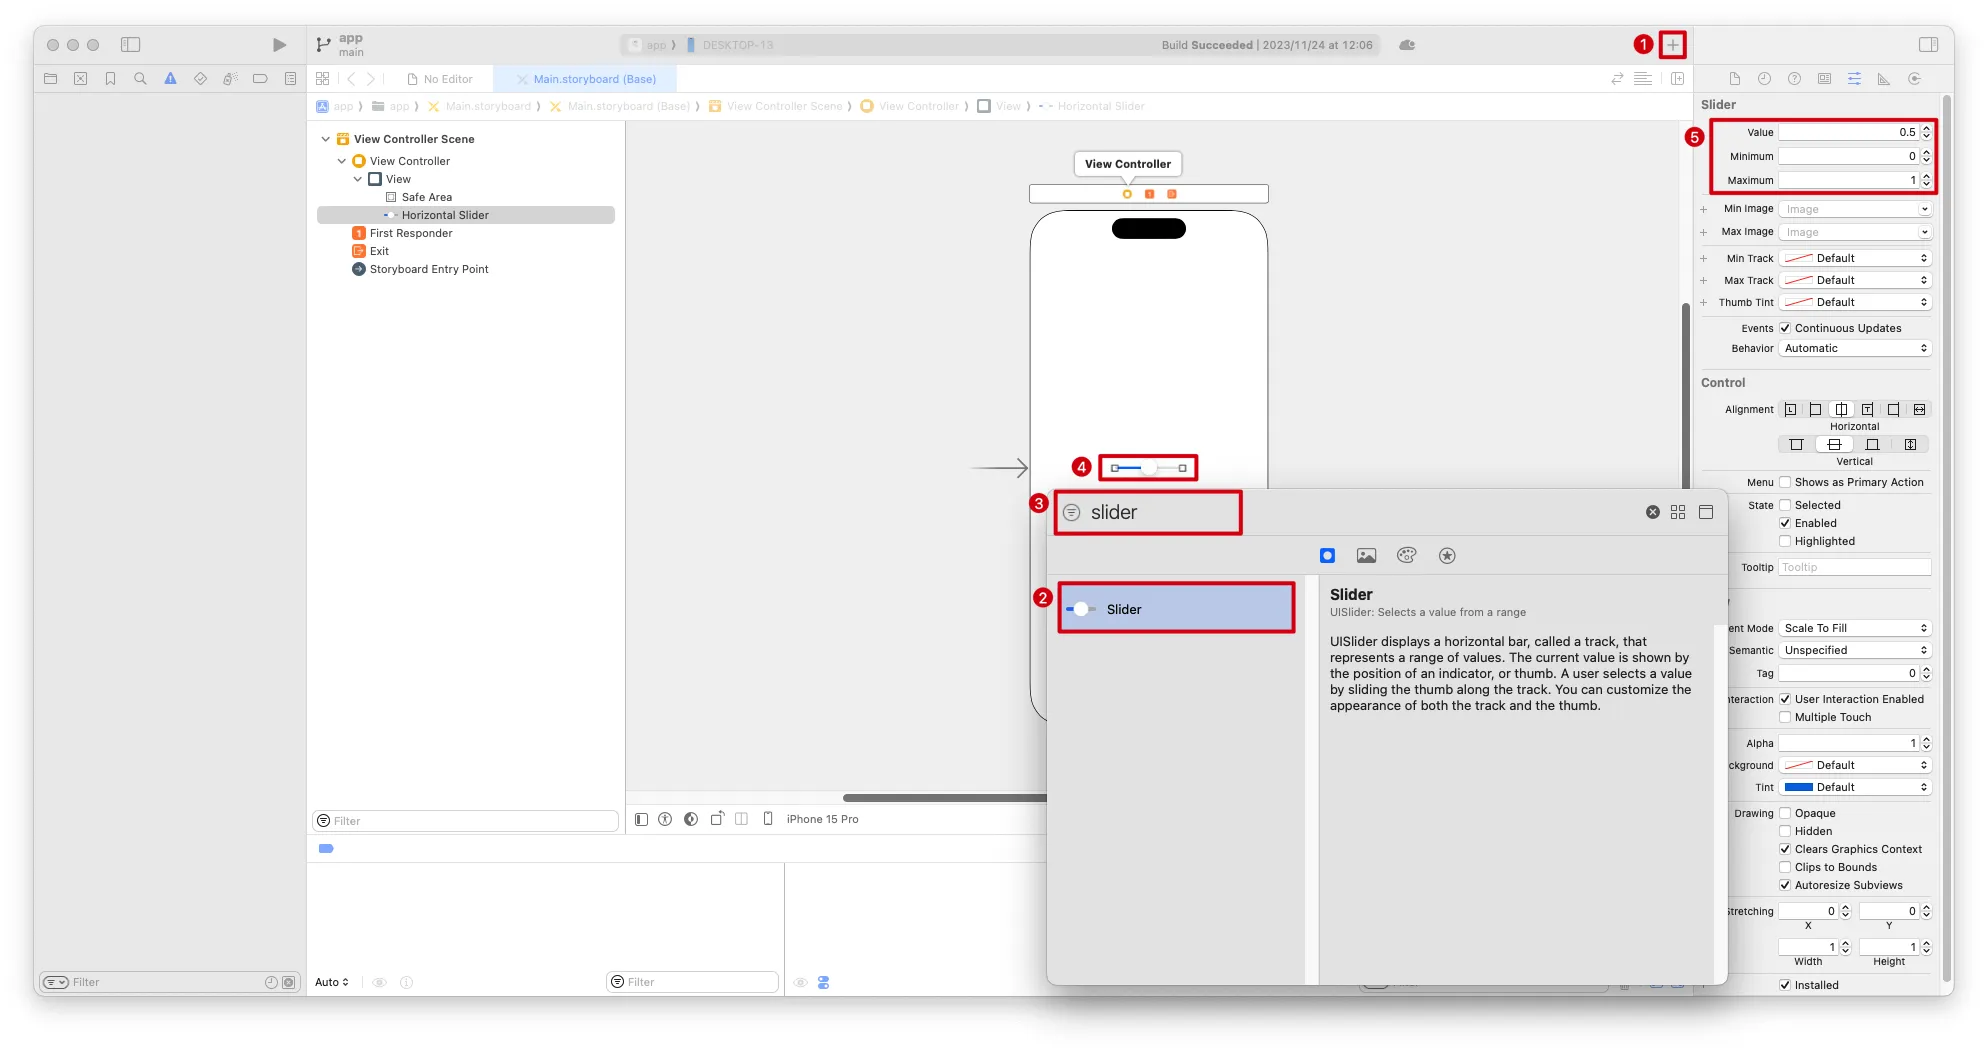 app
main
app ⟩ DESKTOP-13
Build Succeeded | 2023/11/24 at 12:06
1
No Editor
Main.storyboard (Base)
app ⟩ app ⟩ Main.storyboard ⟩ Main.storyboard (Base) ⟩ View Controller Scene ⟩ View Controller ⟩ View ⟩ Horizontal Slider
View Controller Scene
View Controller
View
Safe Area
Horizontal Slider
First Responder
Exit
Storyboard Entry Point
Filter
View Controller
4
3
slider
2
Slider
Slider
UISlider: Selects a value from a range
UISlider displays a horizontal bar, called a track, that
represents a range of values. The current value is shown by
the position of an indicator, or thumb. A user selects a value
by sliding the thumb along the track. You can customize the
appearance of both the track and the thumb.
iPhone 15 Pro
Filter
Auto
Filter
Slider
5
Value 0.5
Minimum 0
Maximum 1
Min Image Image
Max Image Image
Min Track Default
Max Track Default
Thumb Tint Default
Events Continuous Updates
Behavior Automatic
Control
Alignment
Horizontal
Vertical
Menu Shows as Primary Action
State Selected
Enabled
Highlighted
Tooltip Tooltip
ent Mode Scale To Fill
Semantic Unspecified
Tag 0
nteraction User Interaction Enabled
Multiple Touch
Alpha 1
ckground Default
Tint Default
Drawing Opaque
Hidden
Clears Graphics Context
Clips to Bounds
Autoresize Subviews
Stretching 0 0
X Y
1 1
Width Height
Installed